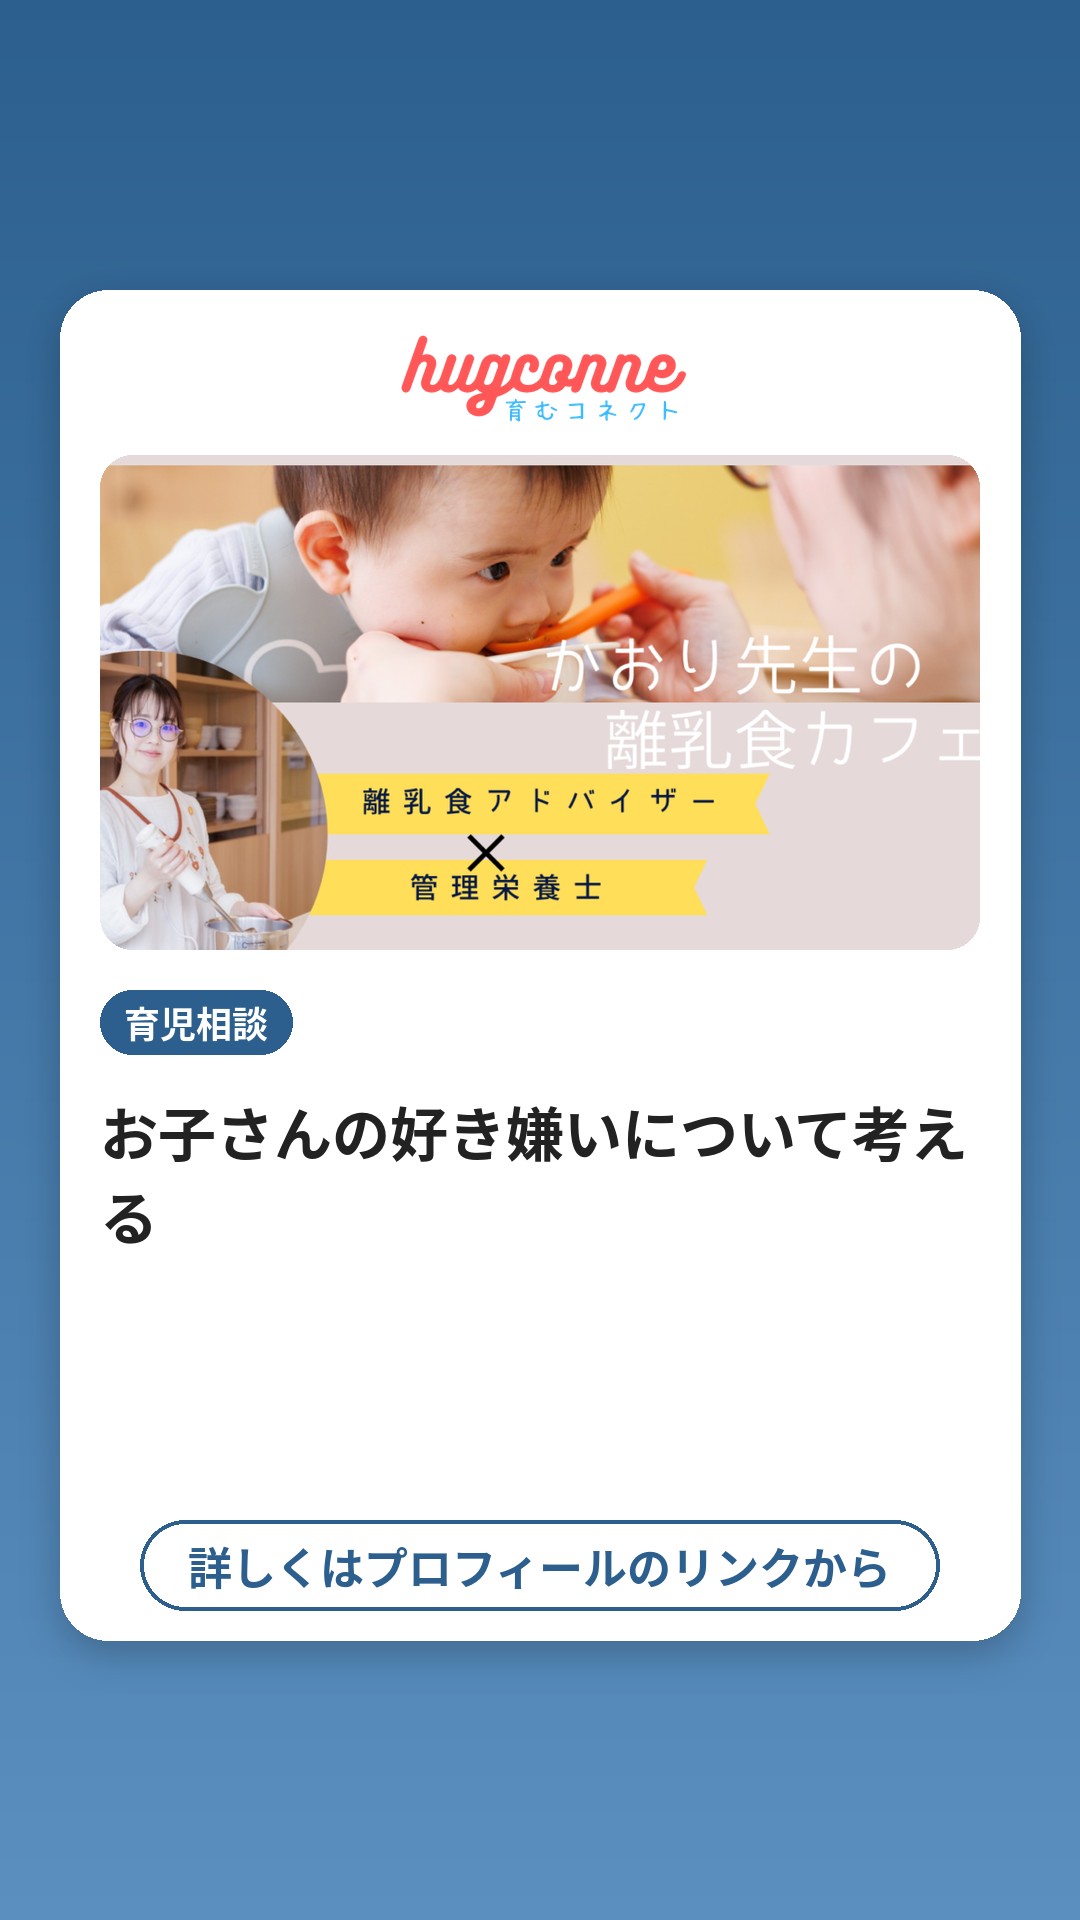 hugconne
育むコネクト
かおり先生の
離乳食カフェ
離乳食アドバイザー
×
管理栄養士
育児相談
お子さんの好き嫌いについて考え
る
詳しくはプロフィールのリンクから